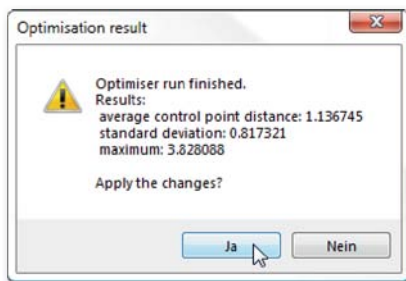 Optimisation result
Optimiser run finished.
Results:
average control point distance: 1.136745
standard deviation: 0.817321
maximum: 3.828088
Apply the changes?
Ja
Nein